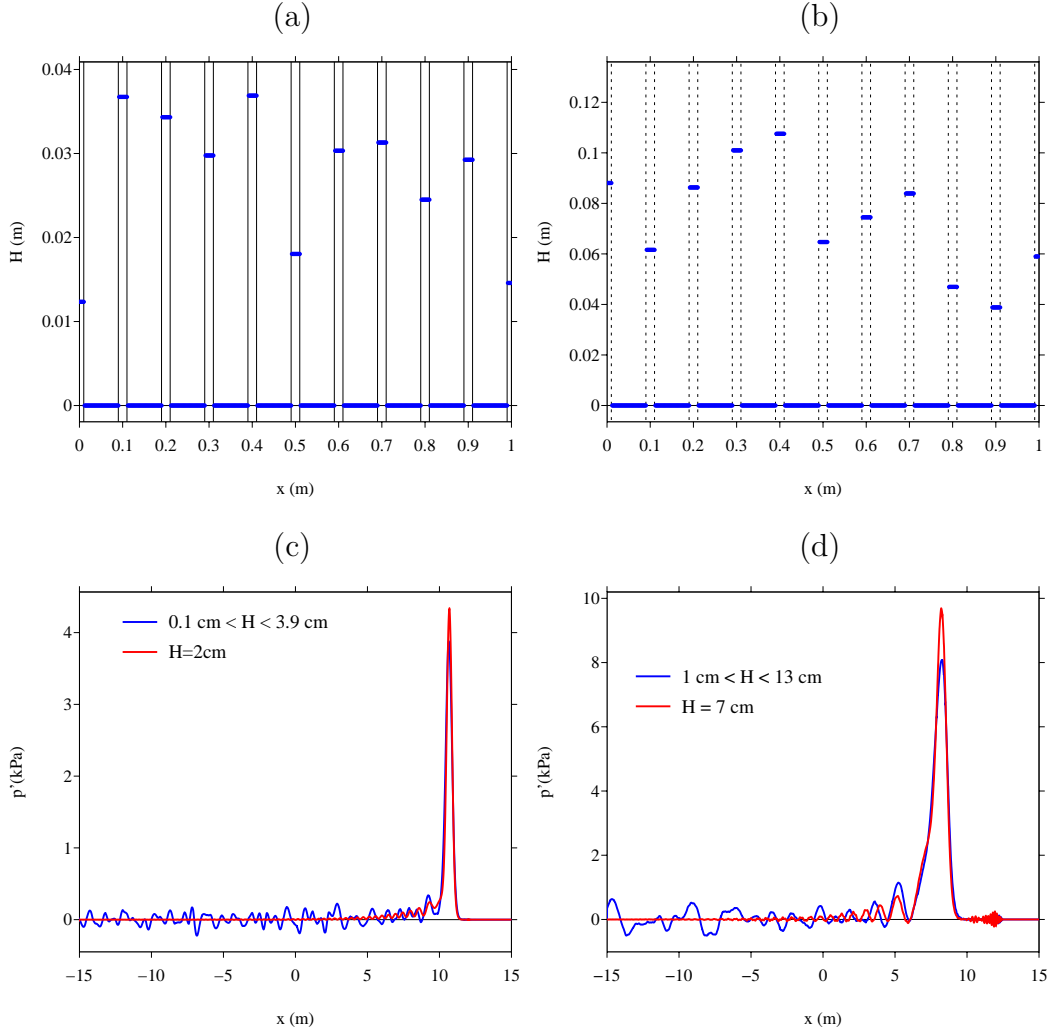 (a)
H (m)
0.04
0.03
0.02
0.01
0
0 0.1 0.2 0.3 0.4 0.5 0.6 0.7 0.8 0.9 1
x (m)
(b)
H (m)
0.12
0.1
0.08
0.06
0.04
0.02
0
0 0.1 0.2 0.3 0.4 0.5 0.6 0.7 0.8 0.9 1
x (m)
(c)
p'(kPa)
4
3
2
1
0
0.1 cm < H < 3.9 cm
H=2cm
−15 −10 −5 0 5 10 15
x (m)
(d)
p'(kPa)
10
8
6
4
2
0
1 cm < H < 13 cm
H = 7 cm
−15 −10 −5 0 5 10 15
x (m)